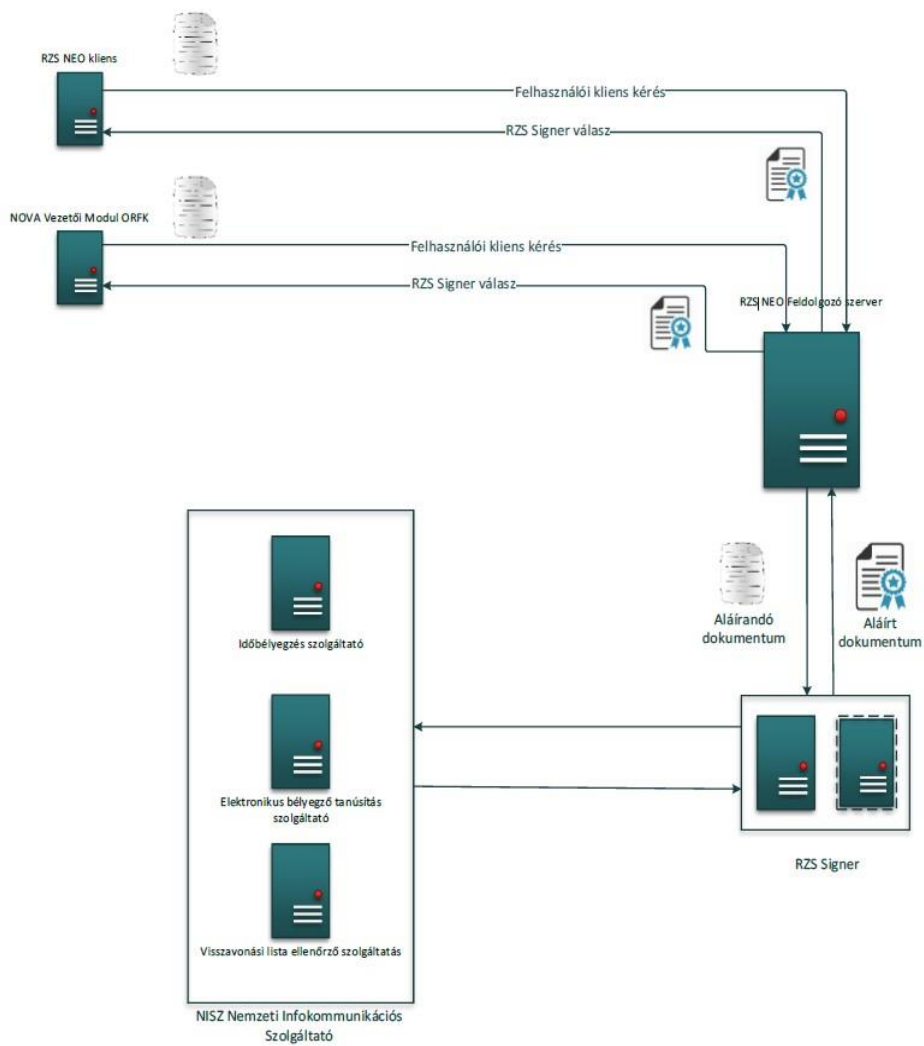 RZS NEO kliens
Felhasználói kliens kérés
RZS Signer válasz
NOVA Vezetői Modul ORFK
Felhasználói kliens kérés
RZS Signer válasz
RZS NEO Feldolgozó szerver
Aláírandó
dokumentum
Aláírt
dokumentum
Időbélyegzés szolgáltató
Elektronikus bélyegző tanúsítás
szolgáltató
Visszavonási lista ellenőrző szolgáltatás
RZS Signer
NISZ Nemzeti Infokommunikációs
Szolgáltató